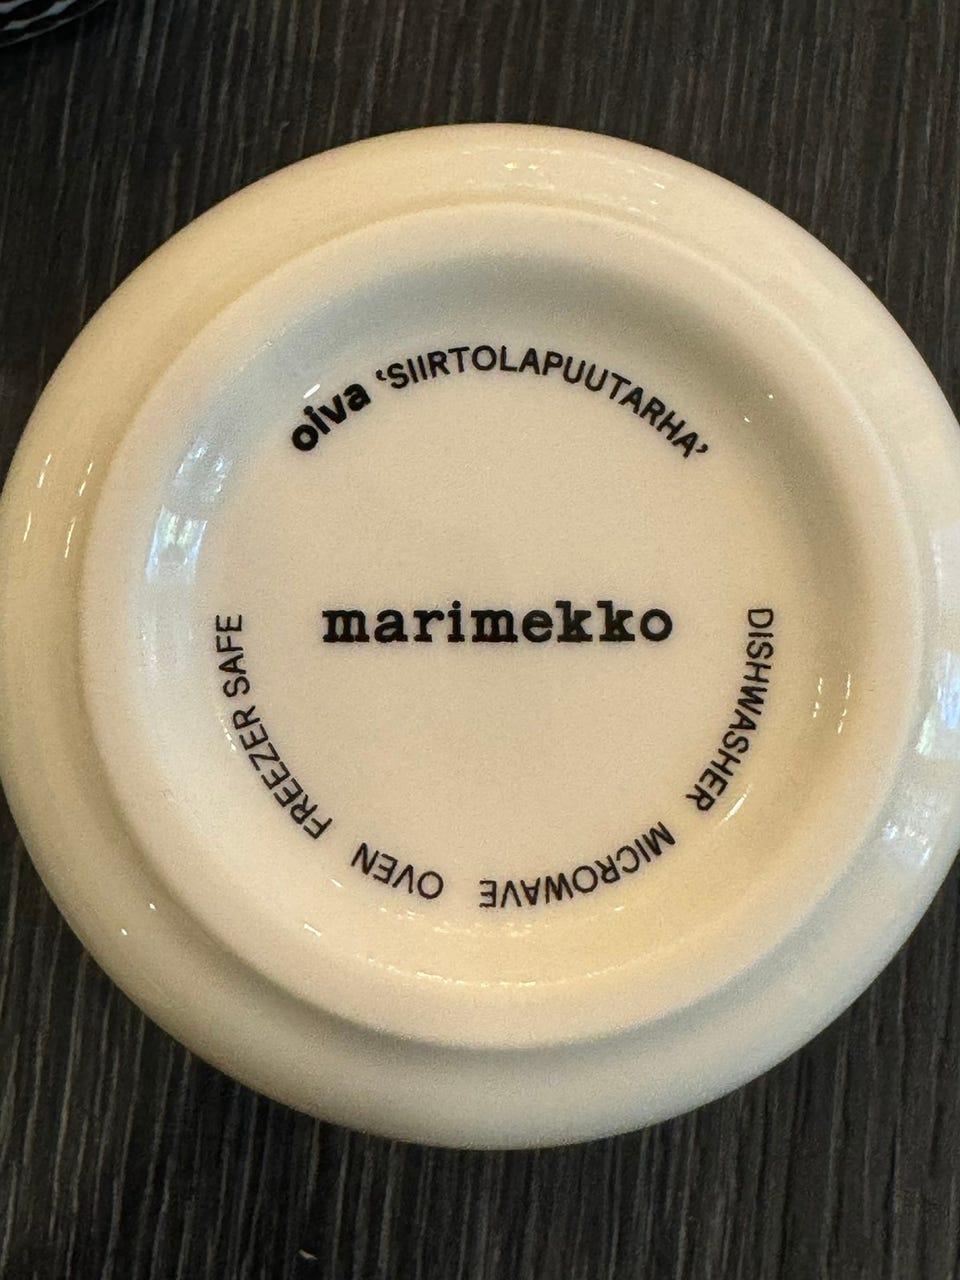 oiva ‘SIIRTOLAPUUTARHA’
marimekko
DISHWASHER MICROWAVE OVEN FREEZER SAFE